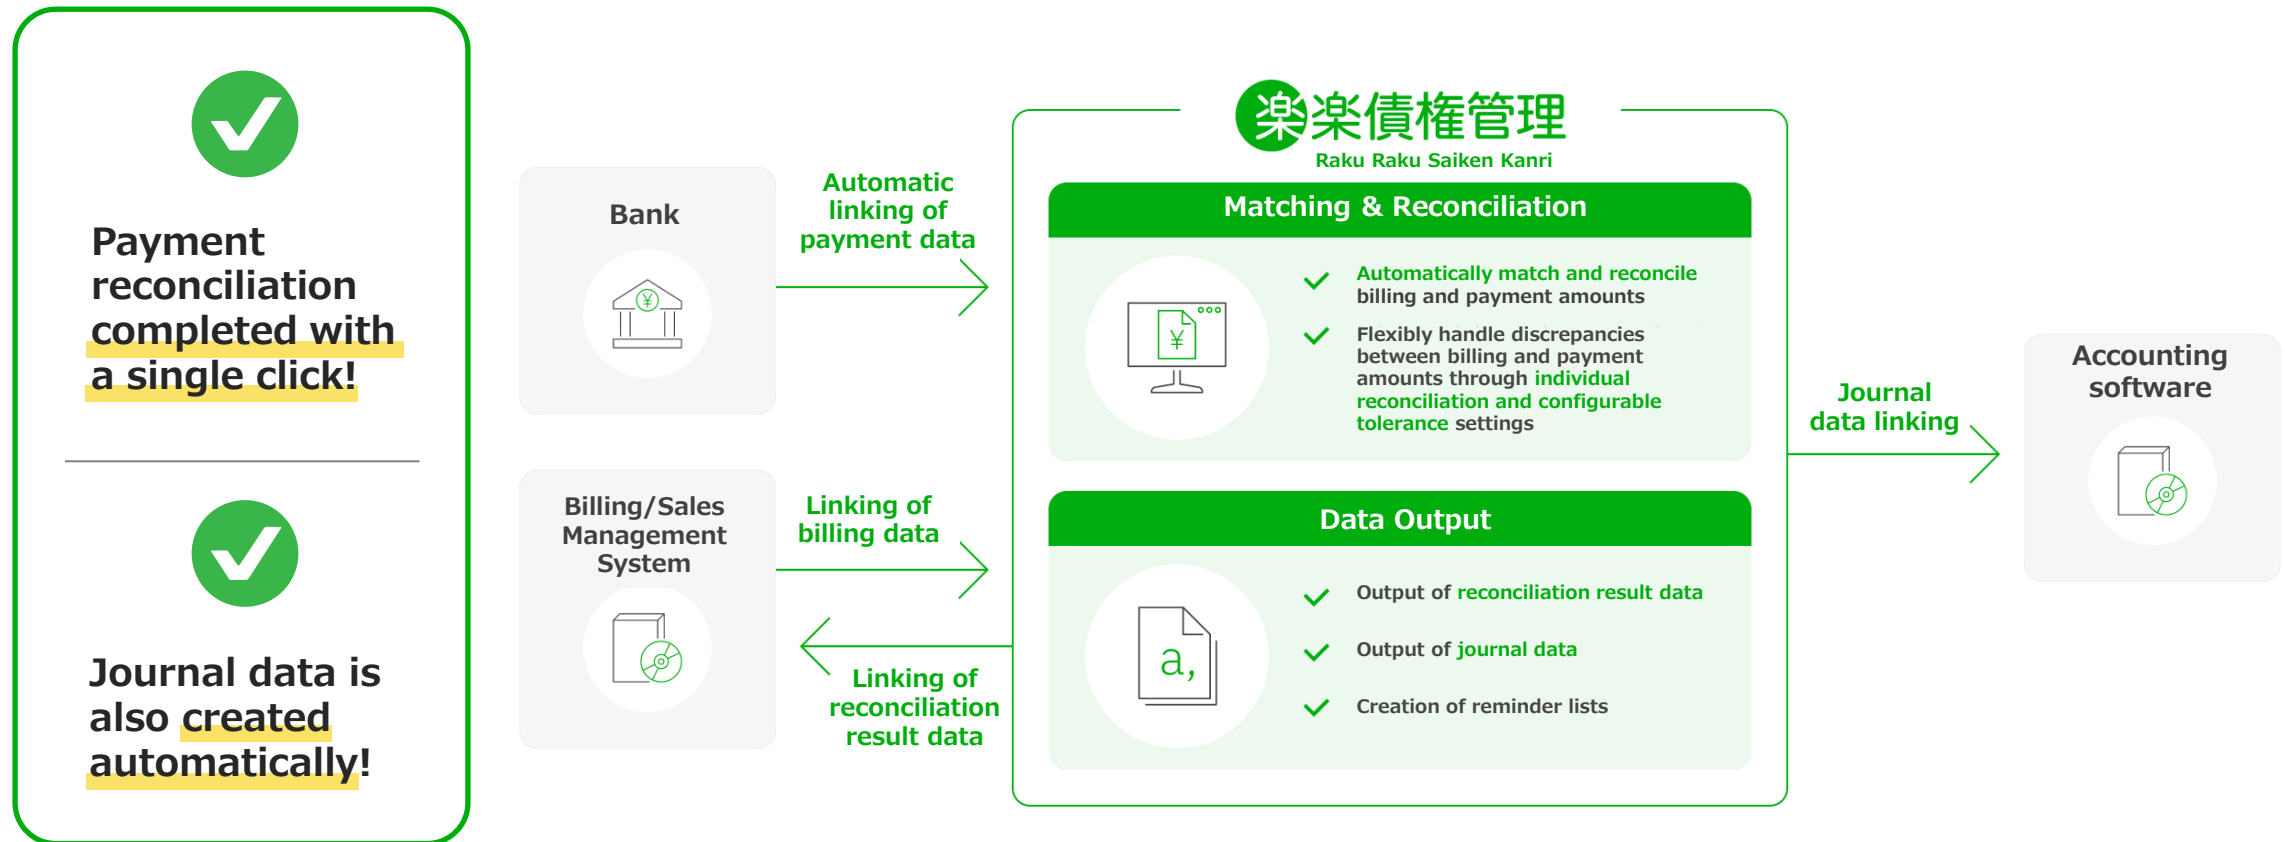 Payment
reconciliation
completed with
a single click!
Journal data is
also created
automatically!
Bank
¥
Automatic
linking of
payment data
Billing/Sales
Management
System
Linking of
billing data
Linking of
reconciliation
result data
楽楽債権管理
Raku Raku Saiken Kanri
Matching & Reconciliation
¥
Automatically match and reconcile
billing and payment amounts
Flexibly handle discrepancies
between billing and payment
amounts through individual
reconciliation and configurable
tolerance settings
Data Output
a,
Output of reconciliation result data
Output of journal data
Creation of reminder lists
Journal
data linking
Accounting
software